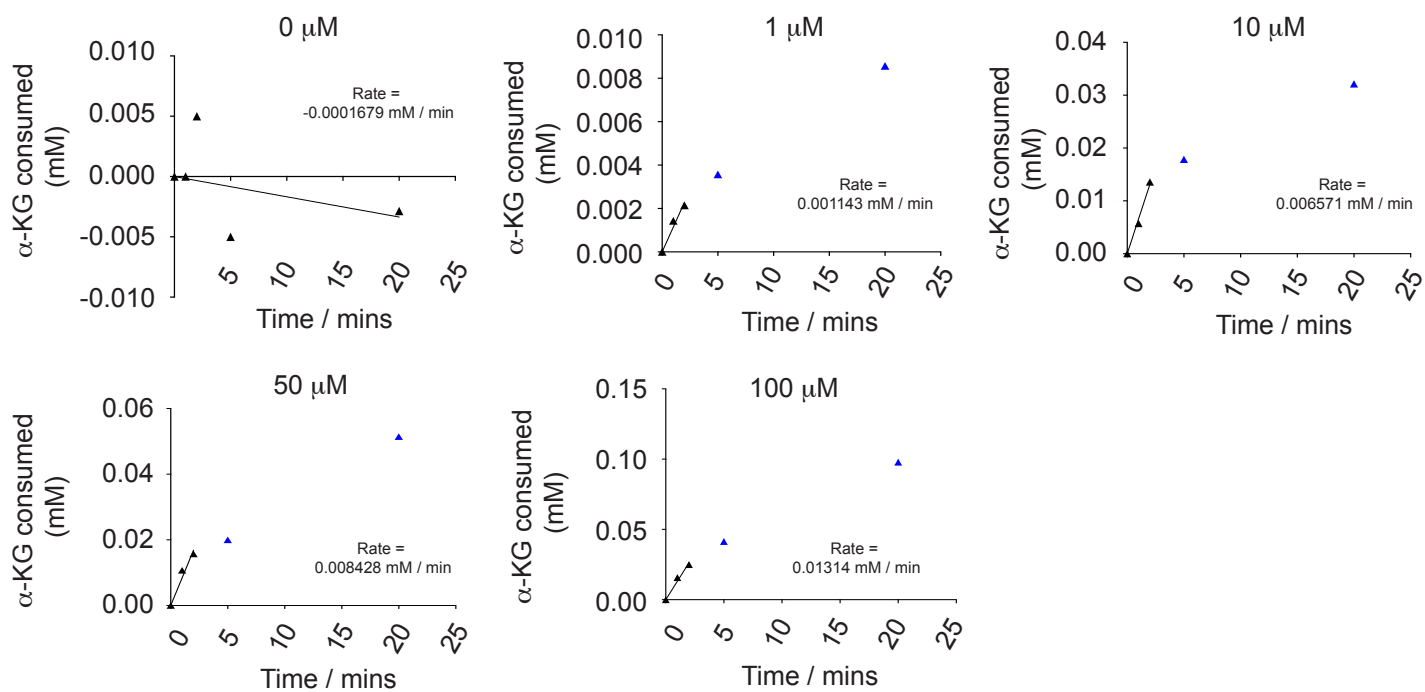 0 μM
α-KG consumed
(mM)
0.010
0.005
0.000
-0.005
-0.010
Rate =
-0.0001679 mM / min
5
10
15
20
25
Time / mins
1 μM
α-KG consumed
(mM)
0.010
0.008
0.006
0.004
0.002
0.000
Rate =
0.001143 mM / min
0
5
10
15
20
25
Time / mins
10 μM
α-KG consumed
(mM)
0.04
0.03
0.02
0.01
0.00
Rate =
0.006571 mM / min
0
5
10
15
20
25
Time / mins
50 μM
α-KG consumed
(mM)
0.06
0.04
0.02
0.00
Rate =
0.008428 mM / min
0
5
10
15
20
25
Time / mins
100 μM
α-KG consumed
(mM)
0.15
0.10
0.05
0.00
Rate =
0.01314 mM / min
0
5
10
15
20
25
Time / mins